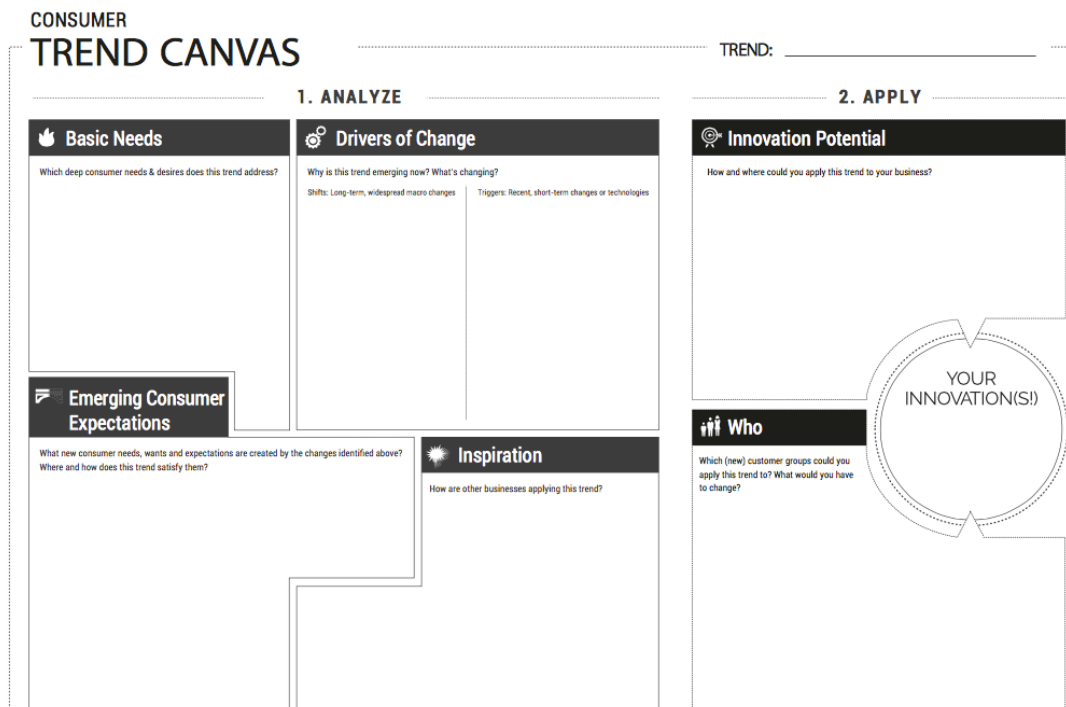 CONSUMER
TREND CANVAS
TREND:
1. ANALYZE
2. APPLY
Basic Needs
Which deep consumer needs & desires does this trend address?
Drivers of Change
Why is this trend emerging now? What's changing?
Shifts: Long-term, widespread macro changes
Triggers: Recent, short-term changes or technologies
Innovation Potential
How and where could you apply this trend to your business?
Emerging Consumer
Expectations
What new consumer needs, wants and expectations are created by the changes identified above?
Where and how does this trend satisfy them?
Inspiration
How are other businesses applying this trend?
YOUR
INNOVATION(S!)
Who
Which (new) customer groups could you
apply this trend to? What would you have
to change?